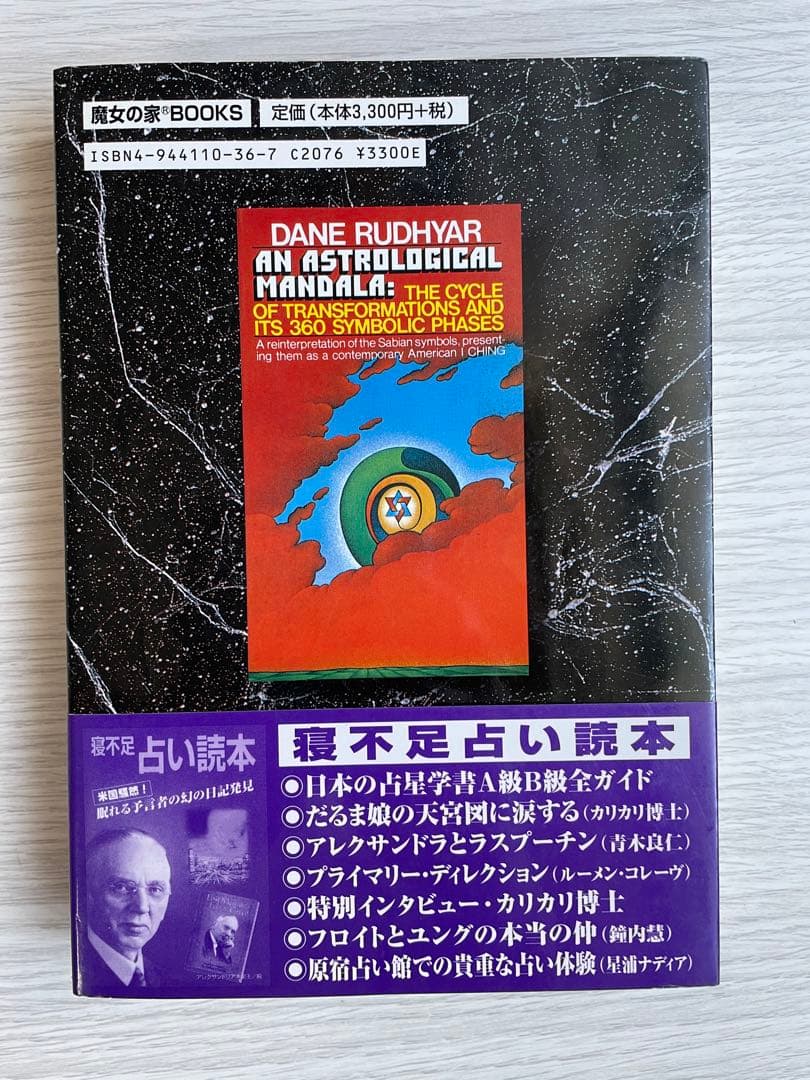 魔女の家®BOOKS
定価(本体3,300円+税)
ISBN4-944110-36-7 C2076 ¥3300E
DANE RUDHYAR
AN ASTROLOGICAL
MANDALA: THE CYCLE
OF TRANSFORMATIONS AND
ITS 360 SYMBOLIC PHASES
A reinterpretation of the Sabian symbols, present-
ing them as a contemporary American I CHING
寝不足占い読本
米国騒然!
眠れる予言者の幻の日記発見
寝不足占い読本
◉日本の占星学書A級B級全ガイド
◉だるま娘の天宮図に涙する(カリカリ博士)
◉アレクサンドラとラスプーチン(青木良仁)
◉プライマリー・ディレクション(ルーメン・コレーヴ)
◉特別インタビュー・カリカリ博士
◉フロイトとユングの本当の仲(鐘内慧)
◉原宿占い館での貴重な占い体験(星浦ナディア)